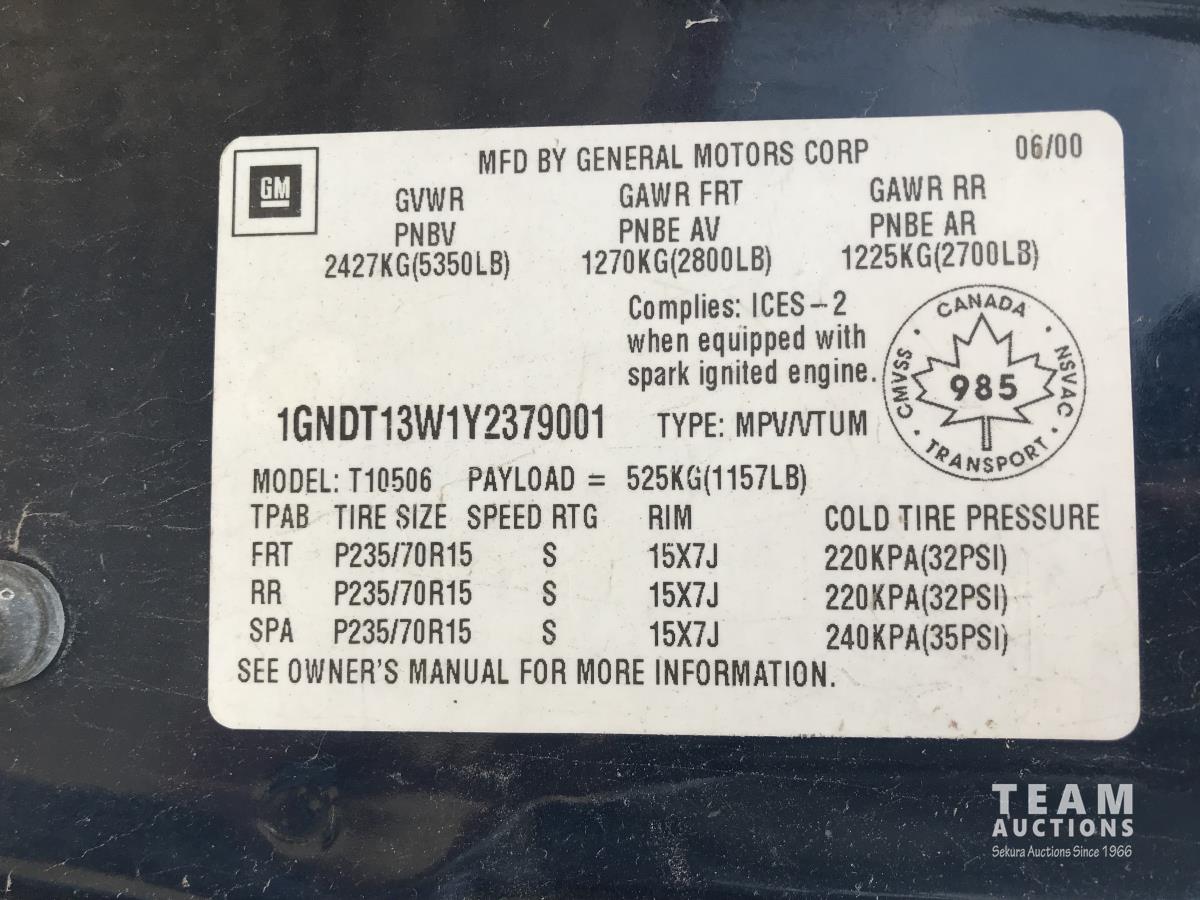 MFD BY GENERAL MOTORS CORP 06/00
GM
GVWR GAWR FRT GAWR RR
PNBV PNBE AV PNBE AR
2427KG(5350LB) 1270KG(2800LB) 1225KG(2700LB)
Complies: ICES-2
when equipped with
spark ignited engine.
CANADA
CMVSS 985 NSVAC
TRANSPORT
1GNDT13W1Y2379001 TYPE: MPV/VTUM
MODEL: T10506 PAYLOAD = 525KG(1157LB)
TPAB TIRE SIZE SPEED RTG RIM COLD TIRE PRESSURE
FRT P235/70R15 S 15X7J 220KPA(32PSI)
RR P235/70R15 S 15X7J 220KPA(32PSI)
SPA P235/70R15 S 15X7J 240KPA(35PSI)
SEE OWNER'S MANUAL FOR MORE INFORMATION.
TEAM
AUCTIONS
Sekura Auctions Since 1966